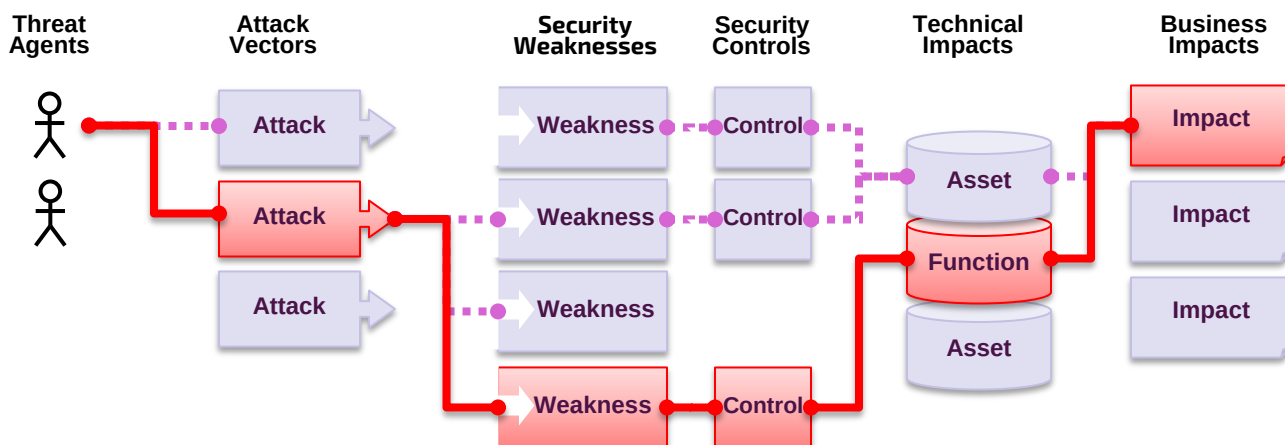 Threat
Agents
Attack
Vectors
Security
Weaknesses
Security
Controls
Technical
Impacts
Business
Impacts
Attack
Attack
Attack
Weakness
Weakness
Weakness
Weakness
Control
Control
Control
Asset
Function
Asset
Impact
Impact
Impact